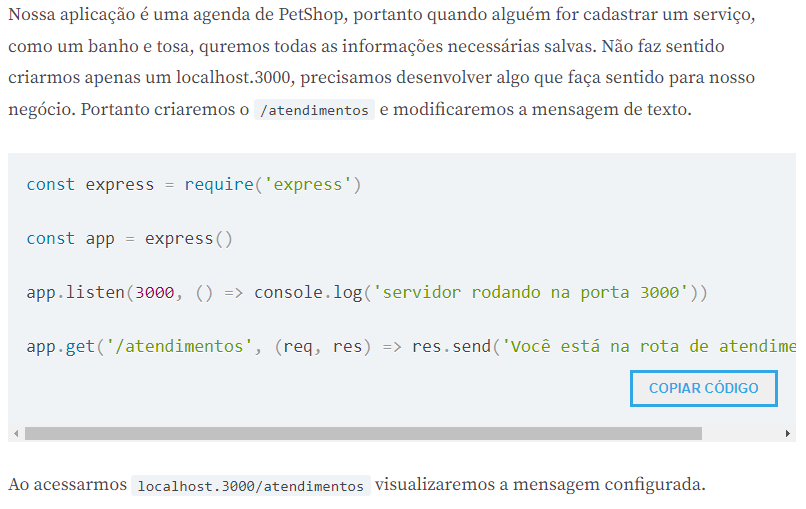 Nossa aplicação é uma agenda de PetShop, portanto quando alguém for cadastrar um serviço,
como um banho e tosa, quremos todas as informações necessárias salvas. Não faz sentido
criarmos apenas um localhost.3000, precisamos desenvolver algo que faça sentido para nosso
negócio. Portanto criaremos o /atendimentos e modificaremos a mensagem de texto.
const express = require('express')
const app = express()
app.listen(3000, () => console.log('servidor rodando na porta 3000'))
app.get('/atendimentos', (req, res) => res.send('Você está na rota de atendime
COPIAR CÓDIGO
Ao acessarmos localhost.3000/atendimentos visualizaremos a mensagem configurada.